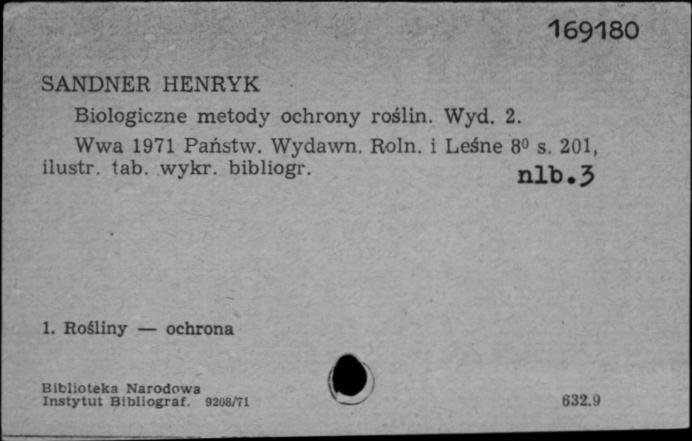 169180
SANDNER HENRYK
Biologiczne metody ochrony roślin. Wyd. 2.
Wwa 1971 Państw. Wydawn. Roln. i Leśne 8⁰ s. 201,
ilustr. tab. wykr. bibliogr. nlb.3
1. Rośliny — ochrona
Biblioteka Narodowa
Instytut Bibliograf. 9208/71 632.9